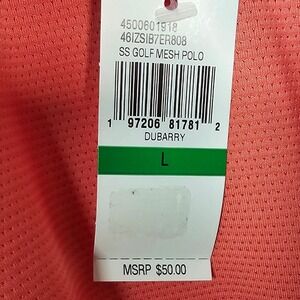 4500601918
46IZSIB7ER808
SS GOLF MESH POLO
1 97206 81781 2
DUBARRY
L
MSRP $50.00